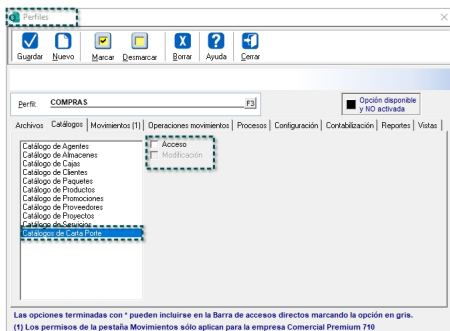 Perfiles
Guardar Nuevo Marcar Desmarcar Borrar Ayuda Cerrar
Perfil: COMPRAS F3
Opción disponible
y NO activada
Archivos Catálogos Movimientos (1) Operaciones movimientos Procesos Configuración Contabilización Reportes Vistas
Catálogo de Agentes
Catálogo de Almacenes
Catálogo de Cajas
Catálogo de Clientes
Catálogo de Paquetes
Catálogo de Productos
Catálogo de Promociones
Catálogo de Proveedores
Catálogo de Proyectos
Catálogo de Servicios
Catálogos de Carta Porte
Acceso
Modificación
Las opciones terminadas con * pueden incluirse en la Barra de accesos directos marcando la opción en gris.
(1) Los permisos de la pestaña Movimientos sólo aplican para la empresa Comercial Premium 710